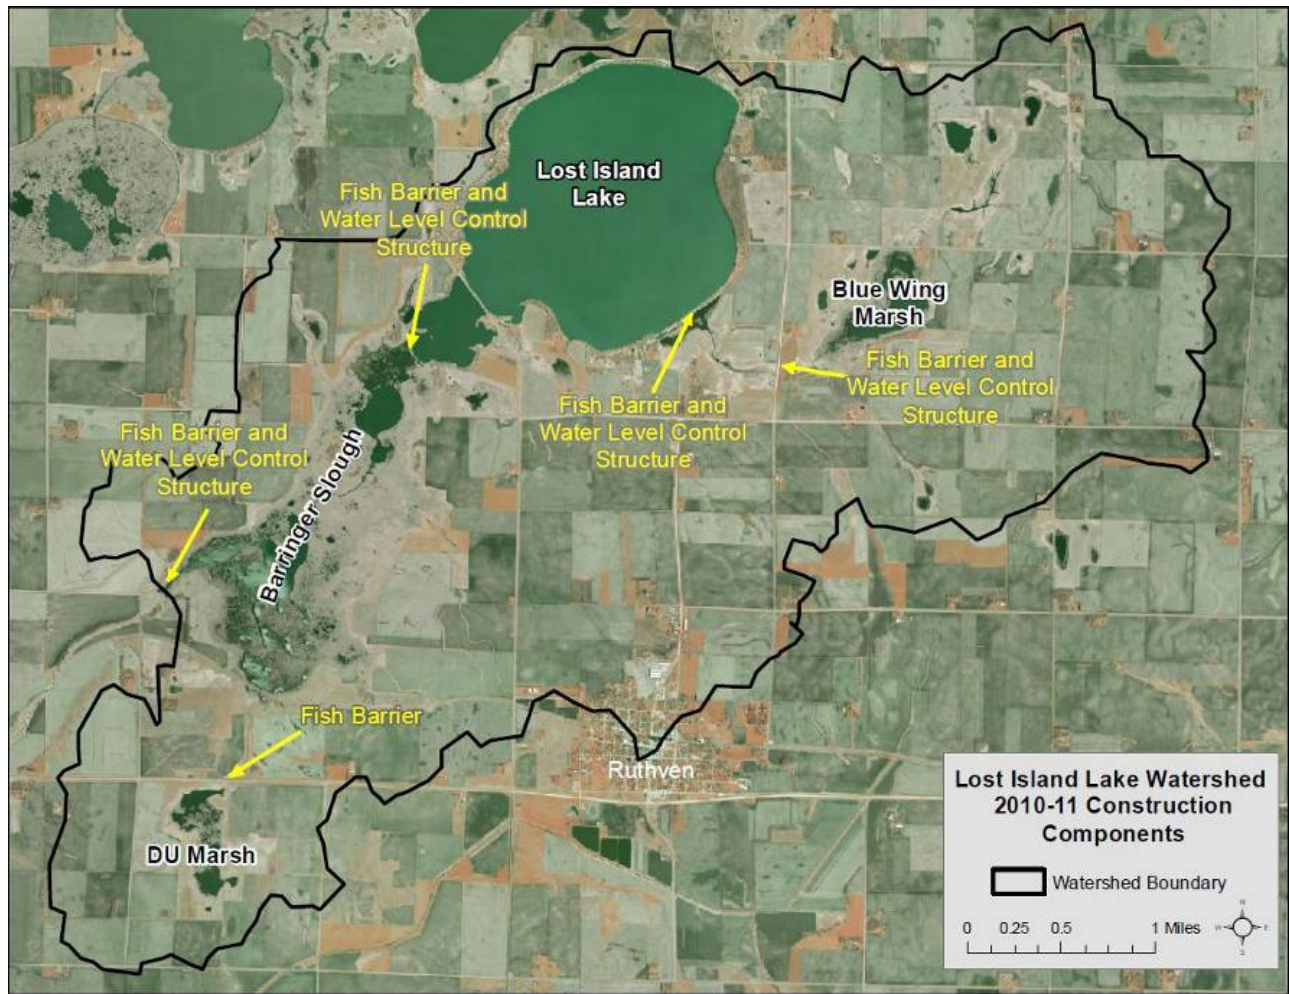 Lost Island
Lake
Fish Barrier and
Water Level Control
Structure
Blue Wing
Marsh
Fish Barrier and
Water Level Control
Structure
Fish Barrier and
Water Level Control
Structure
Fish Barrier and
Water Level Control
Structure
Barringer Slough
Fish Barrier
Ruthven
DU Marsh
Lost Island Lake Watershed
2010-11 Construction
Components
Watershed Boundary
0 0.25 0.5 1 Miles
N
W E
S